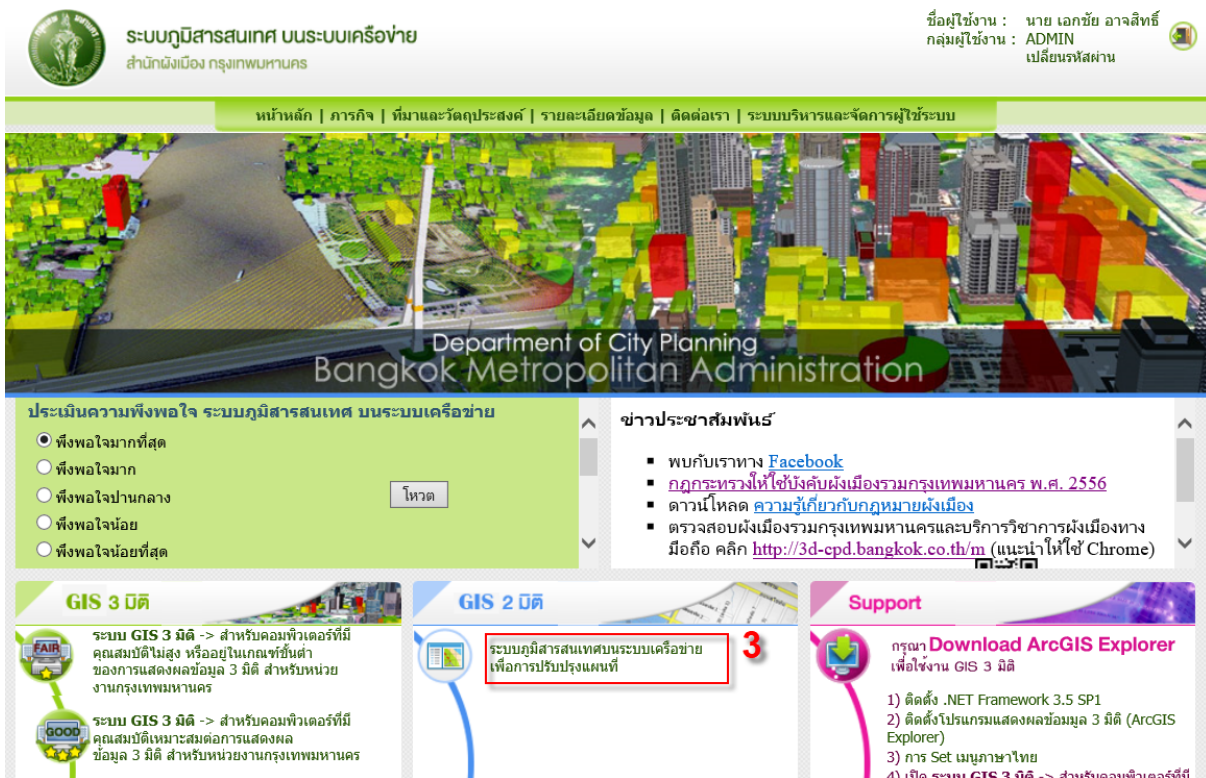 ระบบภูมิสารสนเทศ บนระบบเครือข่าย
สำนักผังเมือง กรุงเทพมหานคร
ชื่อผู้ใช้งาน : นาย เอกชัย อาจสิทธิ์
กลุ่มผู้ใช้งาน : ADMIN
เปลี่ยนรหัสผ่าน
หน้าหลัก | ภารกิจ | ที่มาและวัตถุประสงค์ | รายละเอียดข้อมูล | ติดต่อเรา | ระบบบริหารและจัดการผู้ใช้ระบบ
Department of City Planning
Bangkok Metropolitan Administration
ประเมินความพึงพอใจ ระบบภูมิสารสนเทศ บนระบบเครือข่าย
พึงพอใจมากที่สุด
พึงพอใจมาก
พึงพอใจปานกลาง
พึงพอใจน้อย
พึงพอใจน้อยที่สุด
โหวต
ข่าวประชาสัมพันธ์
พบกับเราทาง Facebook
กฎกระทรวงให้ใช้บังคับผังเมืองรวมกรุงเทพมหานคร พ.ศ. 2556
ดาวน์โหลด ความรู้เกี่ยวกับกฎหมายผังเมือง
ตรวจสอบผังเมืองรวมกรุงเทพมหานครและบริการวิชาการผังเมืองทาง
มือถือ คลิก http://3d-cpd.bangkok.co.th/m (แนะนำให้ใช้ Chrome)
GIS 3 มิติ
FAIR
ระบบ GIS 3 มิติ -> สำหรับคอมพิวเตอร์ที่มี
คุณสมบัติไม่สูง หรืออยู่ในเกณฑ์ขั้นต่ำ
ของการแสดงผลข้อมูล 3 มิติ สำหรับหน่วย
งานกรุงเทพมหานคร
GOOD
ระบบ GIS 3 มิติ -> สำหรับคอมพิวเตอร์ที่มี
คุณสมบัติเหมาะสมต่อการแสดงผล
ข้อมูล 3 มิติ สำหรับหน่วยงานกรุงเทพมหานคร
GIS 2 มิติ
ระบบภูมิสารสนเทศบนระบบเครือข่าย
เพื่อการปรับปรุงแผนที่
3
Support
กรุณา Download ArcGIS Explorer
เพื่อใช้งาน GIS 3 มิติ
1) ติดตั้ง .NET Framework 3.5 SP1
2) ติดตั้งโปรแกรมแสดงผลข้อมมูล 3 มิติ (ArcGIS
Explorer)
3) การ Set เมนูภาษาไทย
4) เปิด ระบบ GIS 3 มิติ -> สำหรับคอมพิวเตอร์ที่มี